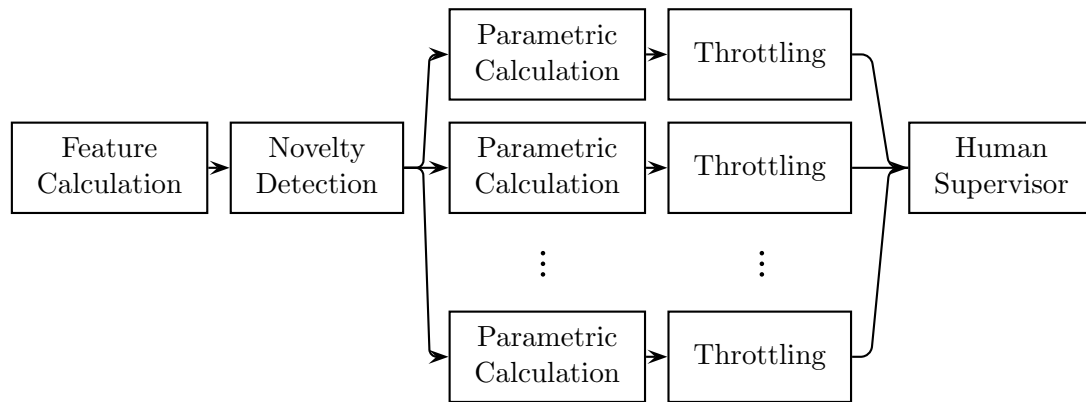 Feature
Calculation
Novelty
Detection
Parametric
Calculation
Throttling
Parametric
Calculation
Throttling
⋮
⋮
Parametric
Calculation
Throttling
Human
Supervisor